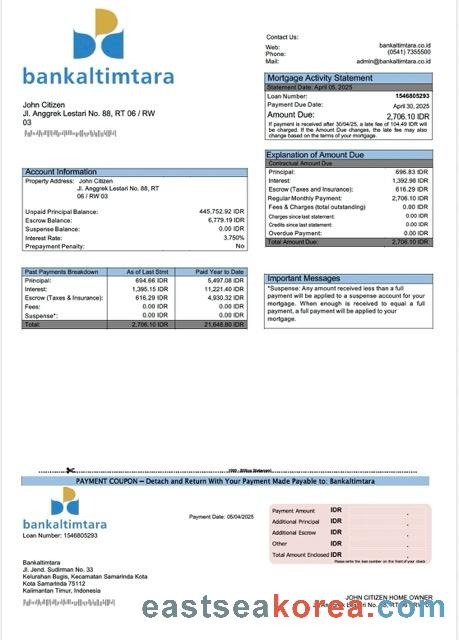 bankaltimtara
Contact Us:
Web: bankaltimtara.co.id
Phone: (0541) 7355500
Mail: admin@bankaltimtara.co.id
John Citizen
Jl. Anggrek Lestari No. 88, RT 06 / RW
03
Mortgage Activity Statement
Statement Date: April 05, 2025
Loan Number: 1546805293
Payment Due Date: April 30, 2025
Amount Due: 2,706.10 IDR
If payment is received after 30/04/25, a late fee of 104.49 IDR will
be charged. If the Amount Due changes, the late fee may also
change based on the terms of your mortgage.
Explanation of Amount Due
Contractual Amount Due
Principal: 696.83 IDR
Interest: 1,392.98 IDR
Escrow (Taxes and Insurance): 616.29 IDR
Regular Monthly Payment: 2,706.10 IDR
Fees & Charges (total outstanding) 0.00 IDR
Charges since last statement: 0.00 IDR
Credits since last statement: 0.00 IDR
Overdue Payment: 0.00 IDR
Total Amount Due: 2,706.10 IDR
Account Information
Property Address: John Citizen
Jl. Anggrek Lestari No. 88, RT
06 / RW 03
Unpaid Principal Balance: 445,752.92 IDR
Escrow Balance: 6,779.19 IDR
Suspense Balance: 0.00 IDR
Interest Rate: 3.750%
Prepayment Penalty: No
Past Payments Breakdown As of Last Stmt Paid Year to Date
Principal: 694.66 IDR 5,497.08 IDR
Interest: 1,395.15 IDR 11,221.40 IDR
Escrow (Taxes & Insurance): 616.29 IDR 4,930.32 IDR
Fees: 0.00 IDR 0.00 IDR
Suspense*: 0.00 IDR 0.00 IDR
Total: 2,706.10 IDR 21,648.80 IDR
Important Messages
*Suspense: Any amount received less than a full
payment will be applied to a suspense account for your
mortgage. When enough is received to equal a full
payment, a full payment will be applied to your
mortgage.
PAYMENT COUPON – Detach and Return With Your Payment Made Payable to: Bankaltimtara
bankaltimtara
Loan Number: 1546805293
Payment Date: 05/04/2025
Payment Amount IDR
Additional Principal IDR
Additional Escrow IDR
Other IDR
Total Amount Enclosed IDR
Please write the loan number on the front of your check
Bankaltimtara
Jl. Jend. Sudirman No. 33
Kelurahan Bugis, Kecamatan Samarinda Kota
Kota Samarinda 75112
Kalimantan Timur, Indonesia
JOHN CITIZEN HOME OWNER
eastseakorea.com